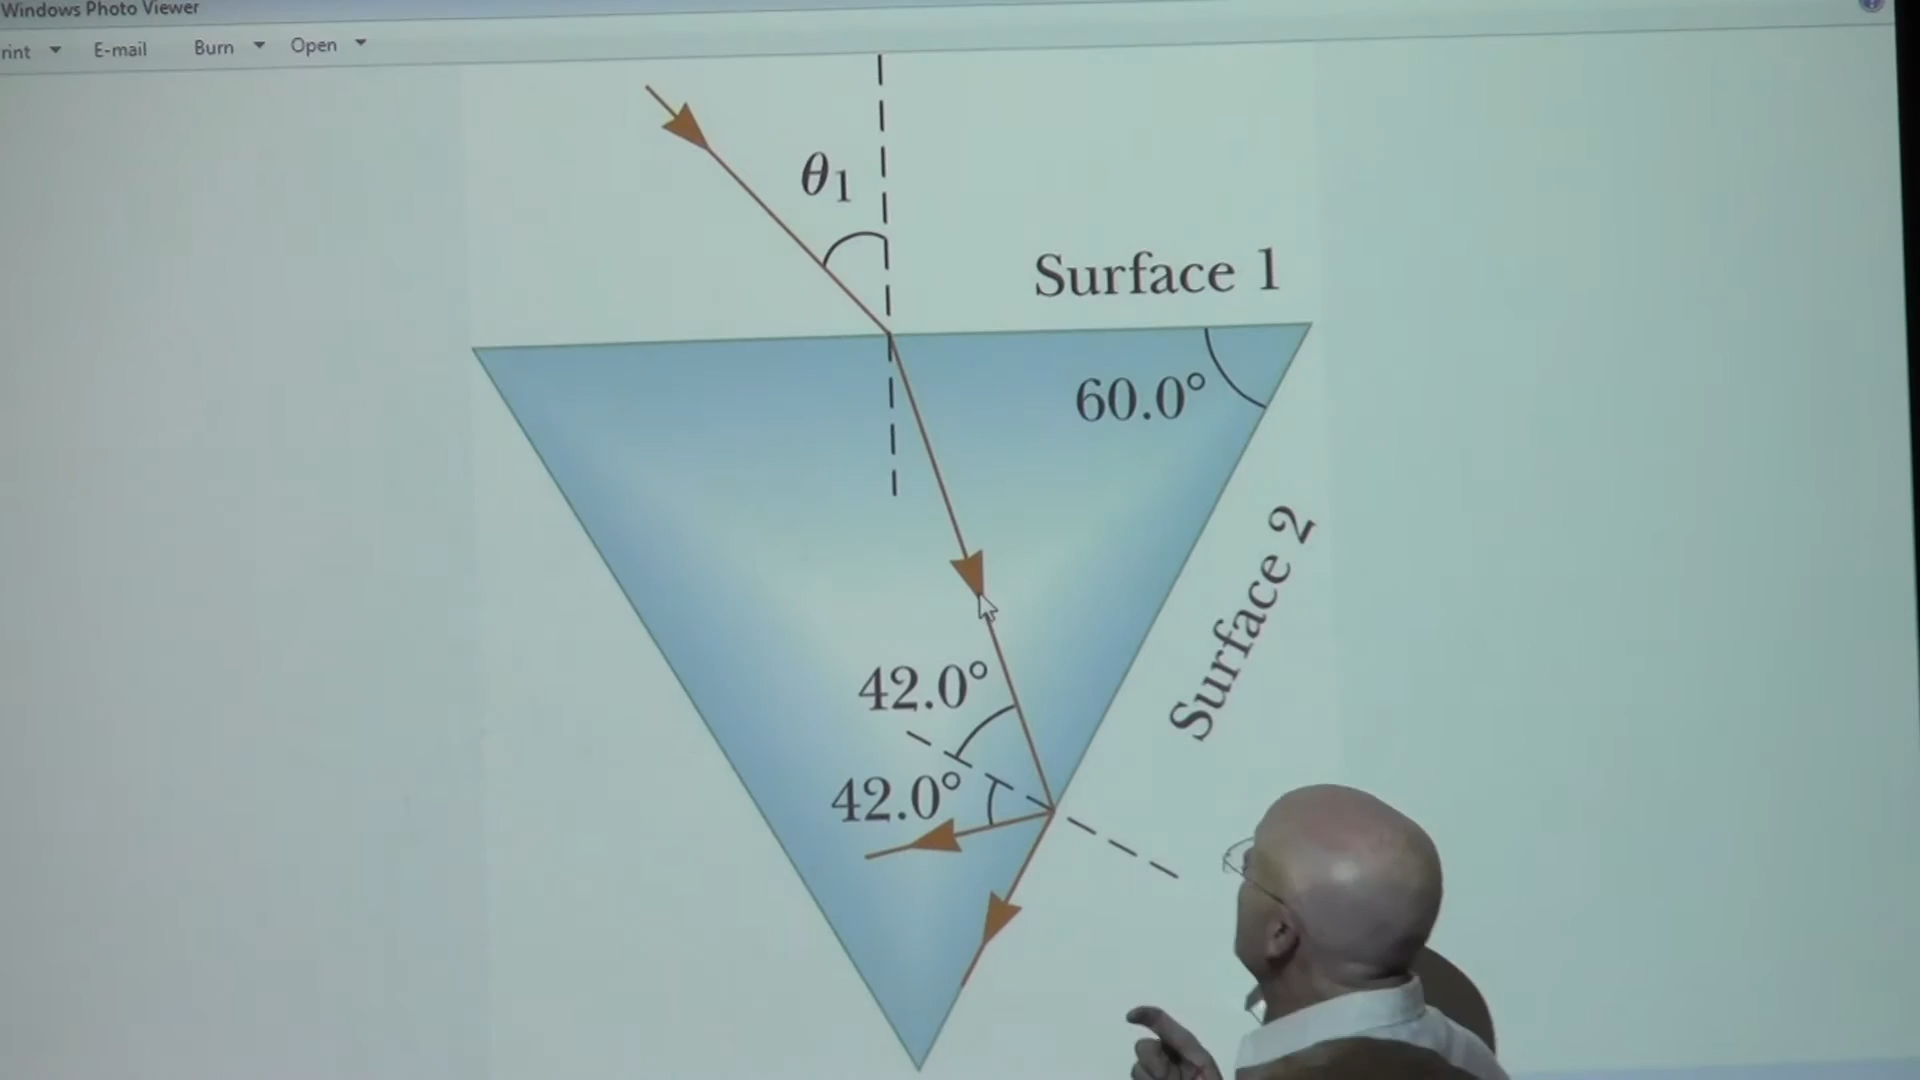 Windows Photo Viewer
rint E-mail Burn Open
θ1
Surface 1
60.0°
Surface 2
42.0°
42.0°